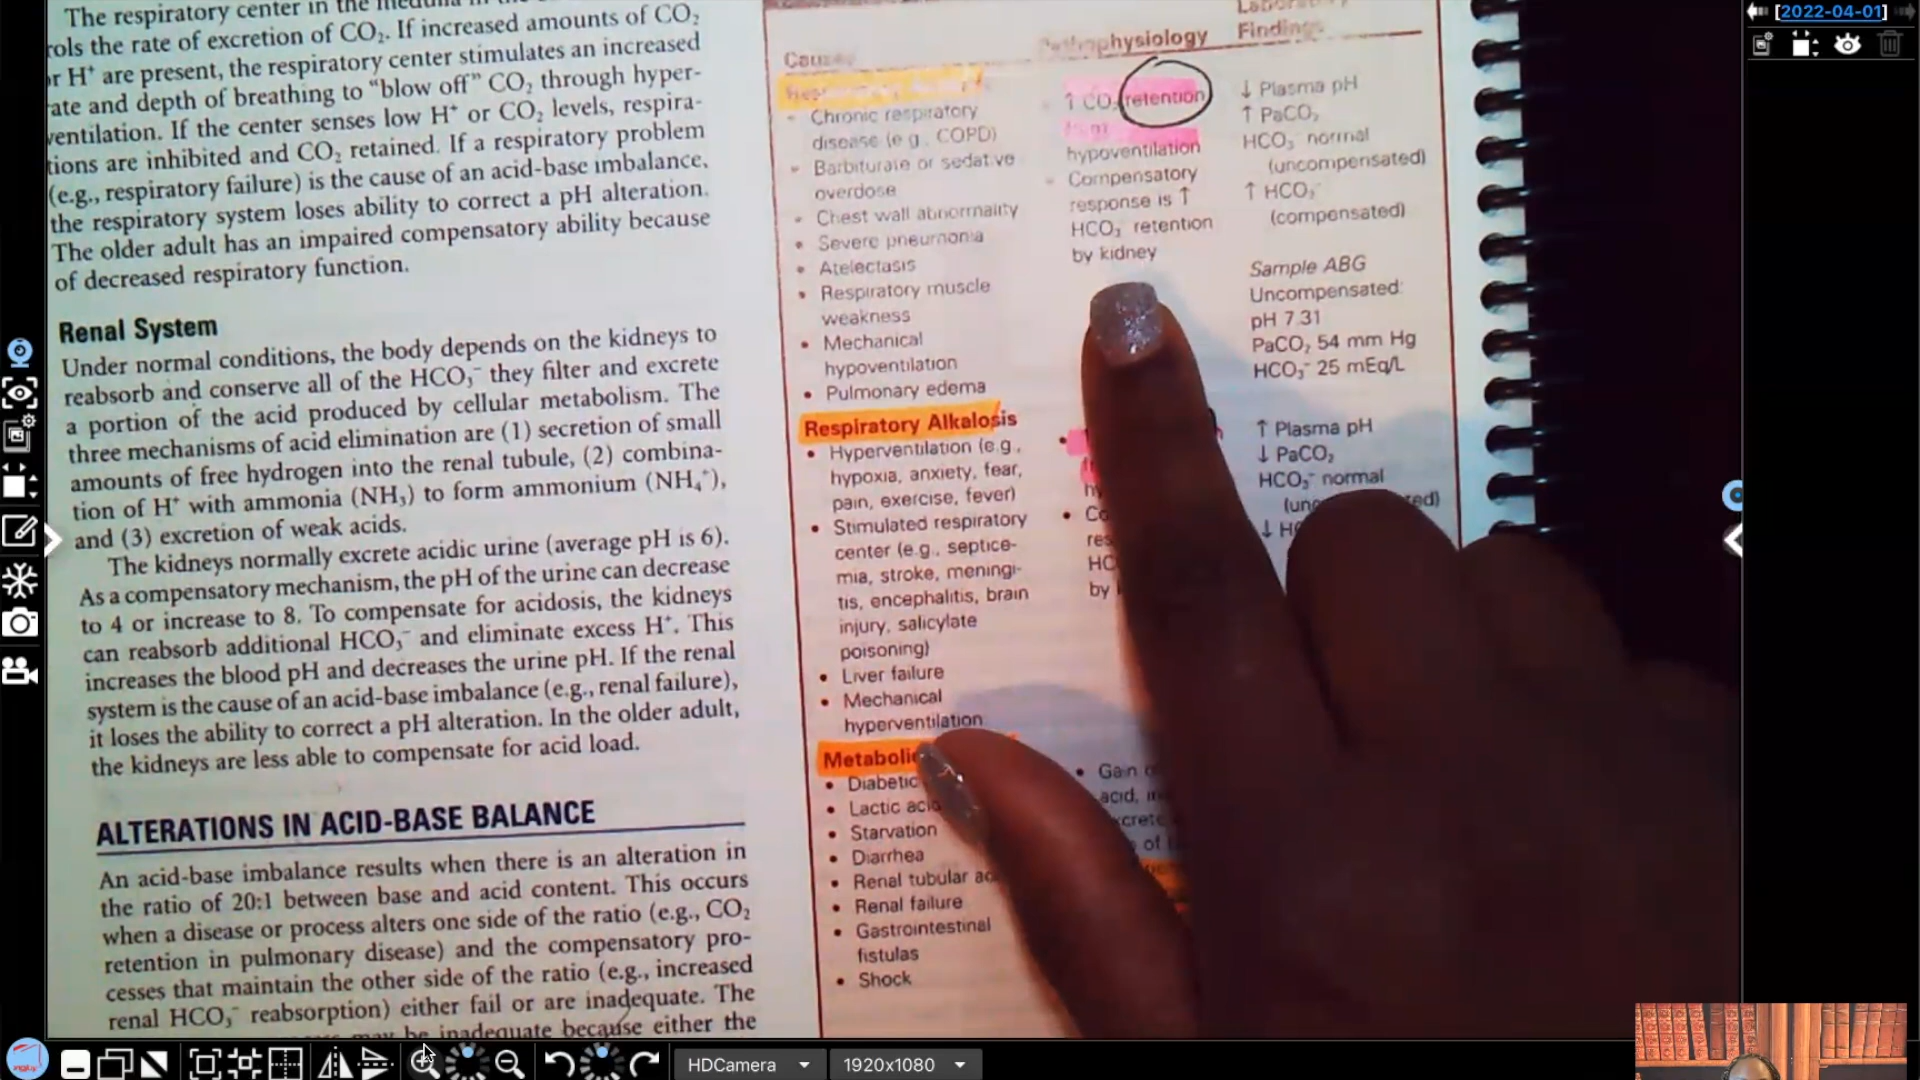 The respiratory center in the medulla in the
rols the rate of excretion of CO₂. If increased amounts of CO₂
or H⁺ are present, the respiratory center stimulates an increased
rate and depth of breathing to “blow off” CO₂ through hyper-
ventilation. If the center senses low H⁺ or CO₂ levels, respira-
tions are inhibited and CO₂ retained. If a respiratory problem
(e.g., respiratory failure) is the cause of an acid-base imbalance,
the respiratory system loses ability to correct a pH alteration.
The older adult has an impaired compensatory ability because
of decreased respiratory function.
Renal System
Under normal conditions, the body depends on the kidneys to
reabsorb and conserve all of the HCO₃⁻ they filter and excrete
a portion of the acid produced by cellular metabolism. The
three mechanisms of acid elimination are (1) secretion of small
amounts of free hydrogen into the renal tubule, (2) combina-
tion of H⁺ with ammonia (NH₃) to form ammonium (NH₄⁺),
and (3) excretion of weak acids.
The kidneys normally excrete acidic urine (average pH is 6).
As a compensatory mechanism, the pH of the urine can decrease
to 4 or increase to 8. To compensate for acidosis, the kidneys
can reabsorb additional HCO₃⁻ and eliminate excess H⁺. This
increases the blood pH and decreases the urine pH. If the renal
system is the cause of an acid-base imbalance (e.g., renal failure),
it loses the ability to correct a pH alteration. In the older adult,
the kidneys are less able to compensate for acid load.
ALTERATIONS IN ACID-BASE BALANCE
An acid-base imbalance results when there is an alteration in
the ratio of 20:1 between base and acid content. This occurs
when a disease or process alters one side of the ratio (e.g., CO₂
retention in pulmonary disease) and the compensatory pro-
cesses that maintain the other side of the ratio (e.g., increased
renal HCO₃⁻ reabsorption) either fail or are inadequate. The
may be inadequate because either the
Causes
• Chronic respiratory
disease (e.g., COPD)
• Barbiturate or sedative
overdose
• Chest wall abnormality
• Severe pneumonia
• Atelectasis
• Respiratory muscle
weakness
• Mechanical
hypoventilation
• Pulmonary edema
Respiratory Alkalosis
• Hyperventilation (e.g.,
hypoxia, anxiety, fear,
pain, exercise, fever)
• Stimulated respiratory
center (e.g., septice-
mia, stroke, meningi-
tis, encephalitis, brain
injury, salicylate
poisoning)
• Liver failure
• Mechanical
hyperventilation
Metabolic
• Diabetic
• Lactic
• Starvation
• Diarrhea
• Renal tubular
• Renal failure
• Gastrointestinal
fistulas
• Shock
Pathophysiology
• ↑ CO₂ retention
from
hypoventilation
• Compensatory
response is ↑
HCO₃⁻ retention
by kidney
by
• Gain
acid,
of
Laboratory
Findings
↓ Plasma pH
↑ PaCO₂
HCO₃⁻ normal
(uncompensated)
↑ HCO₃⁻
(compensated)
Sample ABG
Uncompensated:
pH 7.31
PaCO₂ 54 mm Hg
HCO₃⁻ 25 mEq/L
↑ Plasma pH
↓ PaCO₂
HCO₃⁻ normal
[2022-04-01]
HDCamera
1920x1080